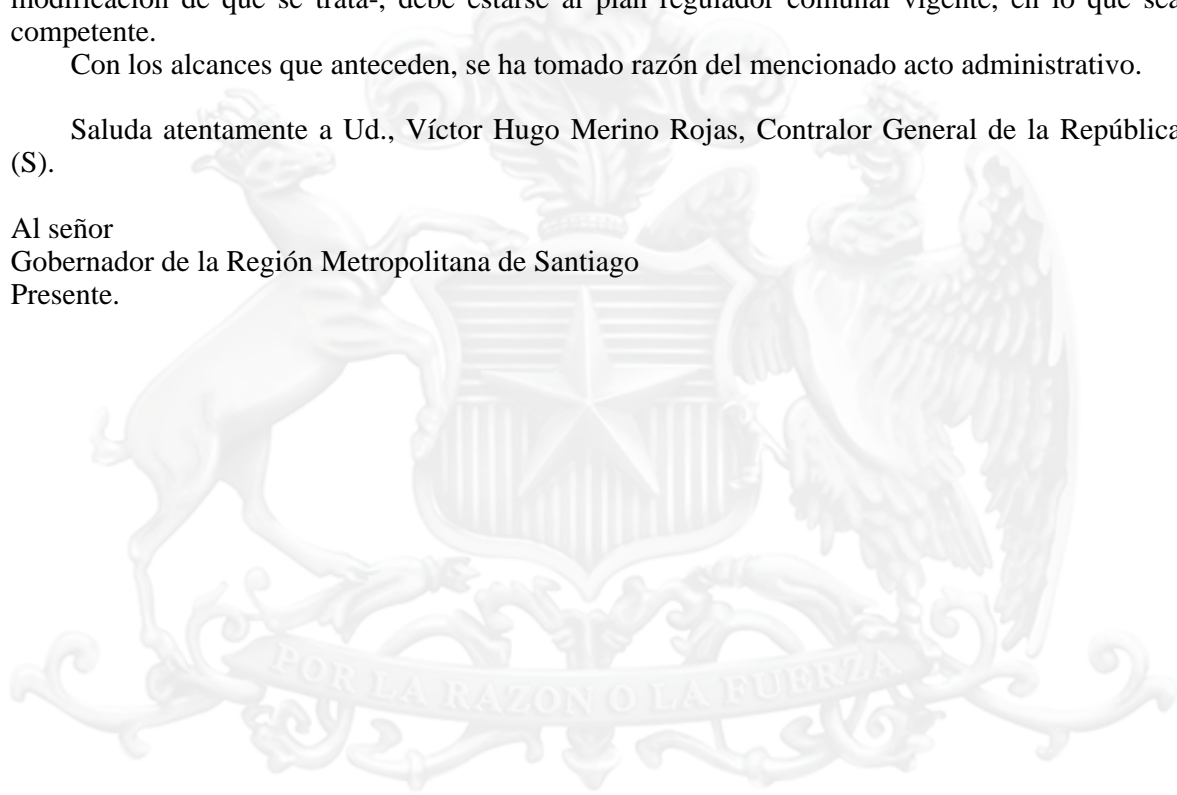 modificación de que se trata-, debe estarse al plan regulador comunal vigente, en lo que sea
competente.
Con los alcances que anteceden, se ha tomado razón del mencionado acto administrativo.
Saluda atentamente a Ud., Víctor Hugo Merino Rojas, Contralor General de la República
(S).
Al señor
Gobernador de la Región Metropolitana de Santiago
Presente.
POR LA RAZON O LA FUERZA